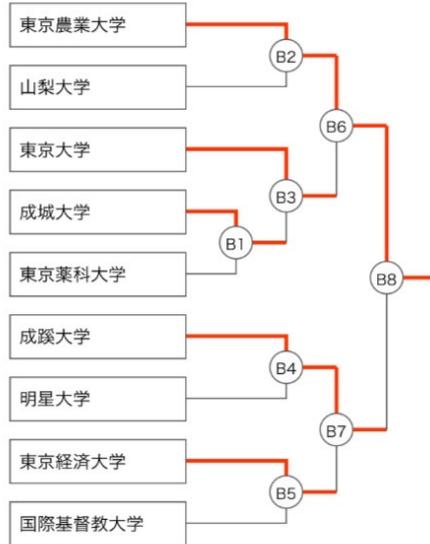 東京農業大学
B2
山梨大学
B6
東京大学
B3
成城大学
B1
東京薬科大学
B8
成蹊大学
B4
明星大学
B7
東京経済大学
B5
国際基督教大学